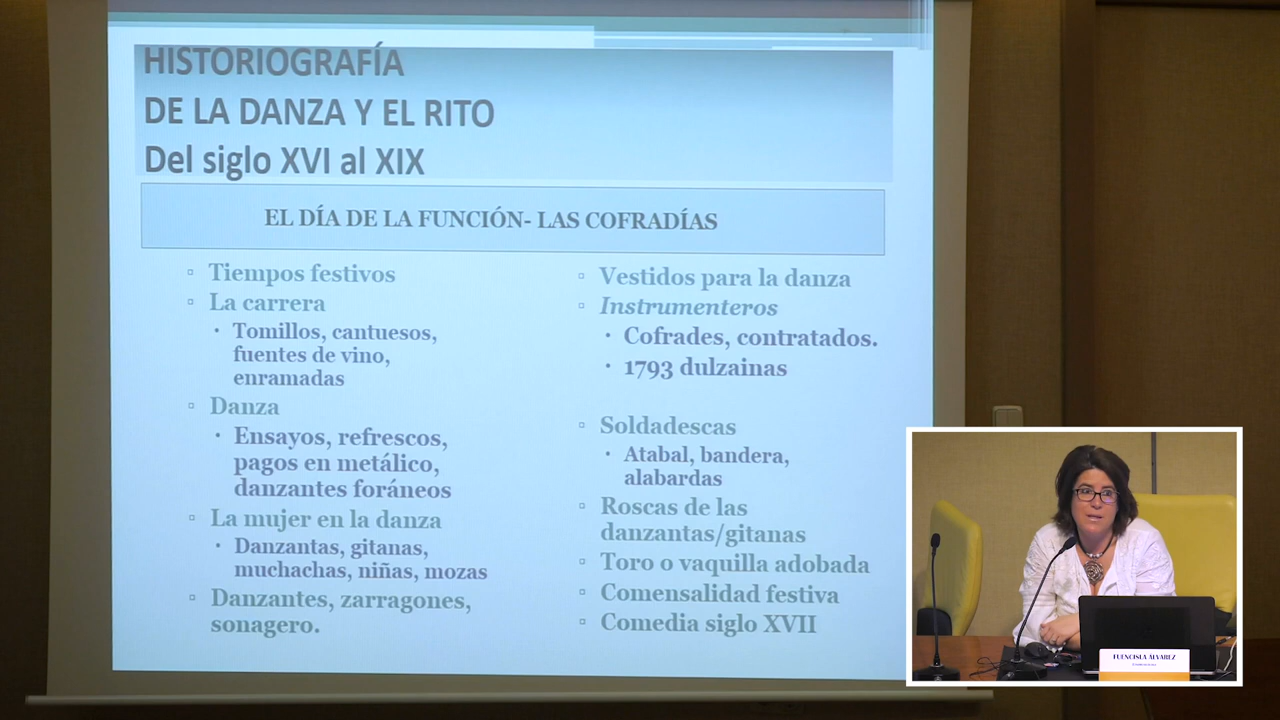 HISTORIOGRAFÍA
DE LA DANZA Y EL RITO
Del siglo XVI al XIX
EL DÍA DE LA FUNCIÓN- LAS COFRADÍAS
Tiempos festivos
La carrera
Tomillos, cantuesos,
fuentes de vino,
enramadas
Danza
Ensayos, refrescos,
pagos en metálico,
danzantes foráneos
La mujer en la danza
Danzantas, gitanas,
muchachas, niñas, mozas
Danzantes, zarragones,
sonagero.
Vestidos para la danza
Instrumenteros
Cofrades, contratados.
1793 dulzainas
Soldadescas
Atabal, bandera,
alabardas
Roscas de las
danzantas/gitanas
Toro o vaquilla adobada
Comensalidad festiva
Comedia siglo XVII
FUENCISLA ÁLVAREZ